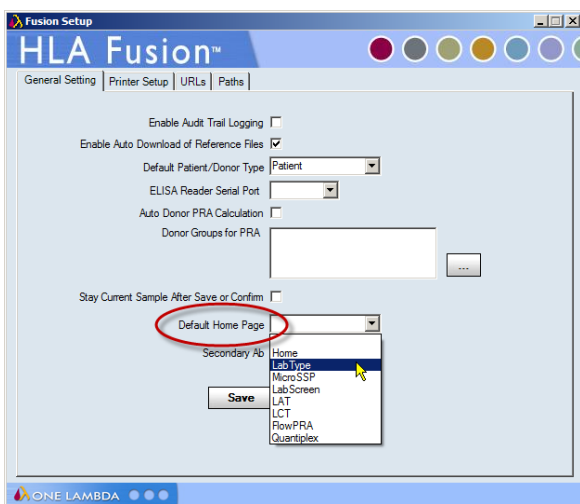 Fusion Setup
HLA Fusion™
General Setting Printer Setup URLs Paths
Enable Audit Trail Logging
Enable Auto Download of Reference Files
Default Patient/Donor Type Patient
ELISA Reader Serial Port
Auto Donor PRA Calculation
Donor Groups for PRA
...
Stay Current Sample After Save or Confirm
Default Home Page
Secondary Ab
Home
LabType
MicroSSP
LabScreen
LAT
LCT
FlowPRA
Quantiplex
Save
ONE LAMBDA